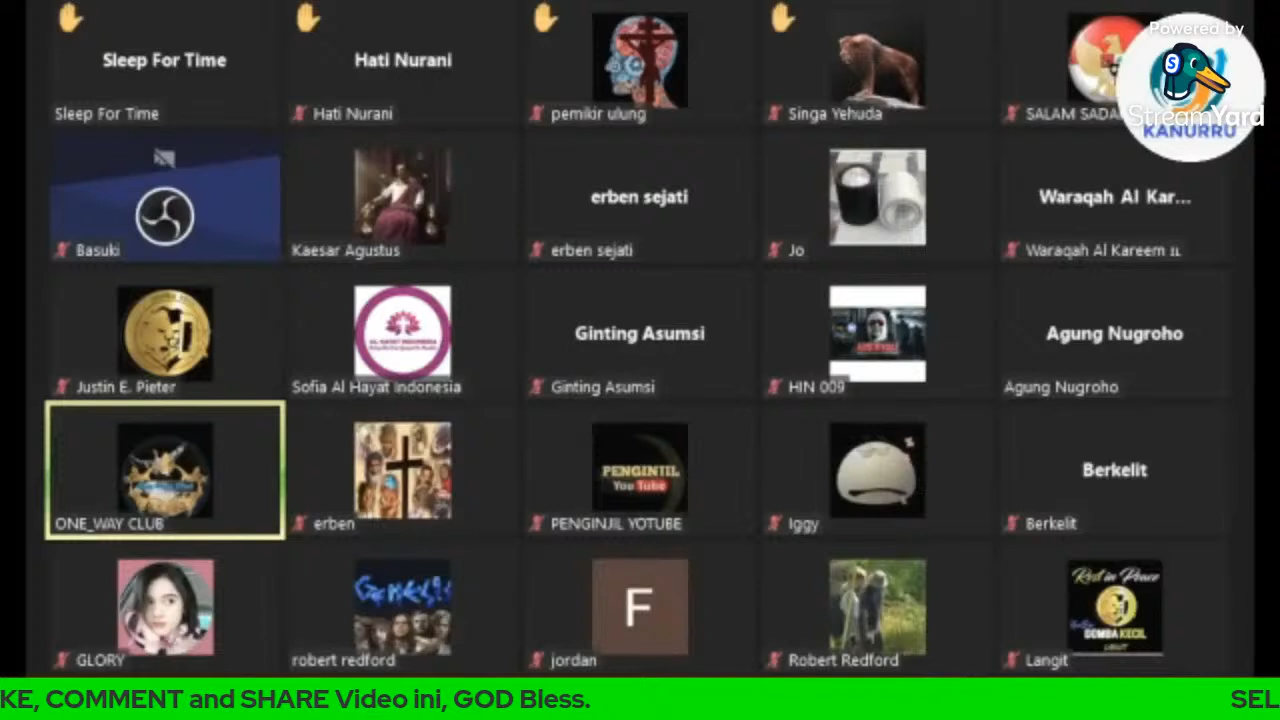 Sleep For Time
Hati Nurani
Powered by
Sleep For Time
Hati Nurani
pemikir ulung
Singa Yehuda
SALAM SADA
StreamYard
KANURRU
erben sejati
Waraqah Al Kar...
Basuki
Kaesar Agustus
erben sejati
Jo
Waraqah Al Kareem
AL HAYAT INDONESIA
Ginting Asumsi
Agung Nugroho
Justin E. Pieter
Sofia Al Hayat Indonesia
Ginting Asumsi
HIN 009
Agung Nugroho
PENGINJIL
YouTube
Berkelit
ONE_WAY CLUB
erben
PENGINJIL YOTUBE
Iggy
Berkelit
F
Rest in Peace
DOMBA KECIL
GLORY
robert redford
jordan
Robert Redford
Langit
KE, COMMENT and SHARE Video ini, GOD Bless.
SEL